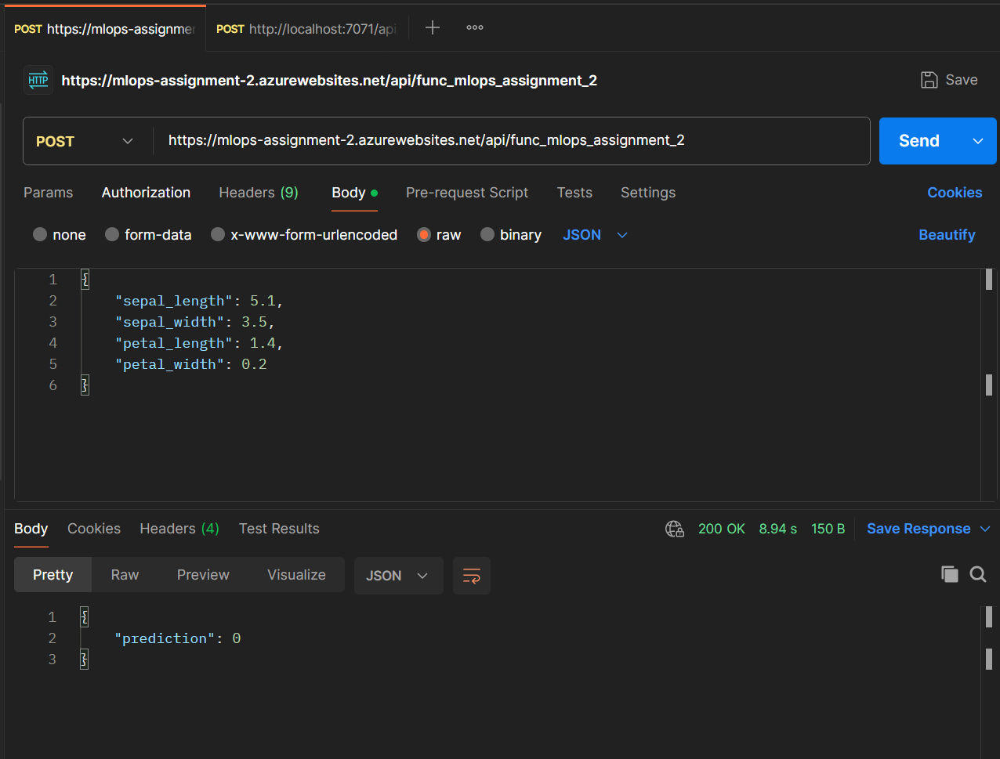 POST https://mlops-assignme POST http://localhost:7071/api
HTTP https://mlops-assignment-2.azurewebsites.net/api/func_mlops_assignment_2 Save
POST https://mlops-assignment-2.azurewebsites.net/api/func_mlops_assignment_2 Send
Params Authorization Headers (9) Body Pre-request Script Tests Settings Cookies
none form-data x-www-form-urlencoded raw binary JSON Beautify
1 {
2 "sepal_length": 5.1,
3 "sepal_width": 3.5,
4 "petal_length": 1.4,
5 "petal_width": 0.2
6 }
Body Cookies Headers (4) Test Results 200 OK 8.94 s 150 B Save Response
Pretty Raw Preview Visualize JSON
1 {
2 "prediction": 0
3 }